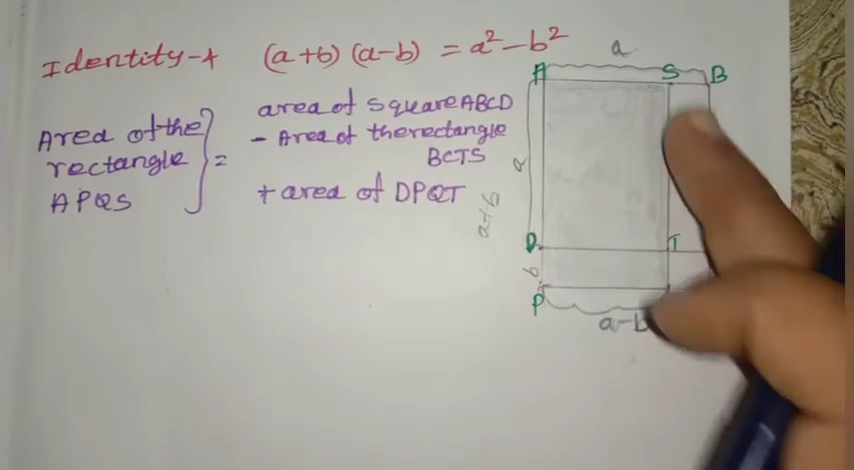 Identity-4 (a+b) (a-b) = a² - b²
Area of the
rectangle
APQS
=
area of square ABCD
- Area of the rectangle
BCTS
+ area of DPQT
a
A S B
a
a+b
D T
b
P
a-b